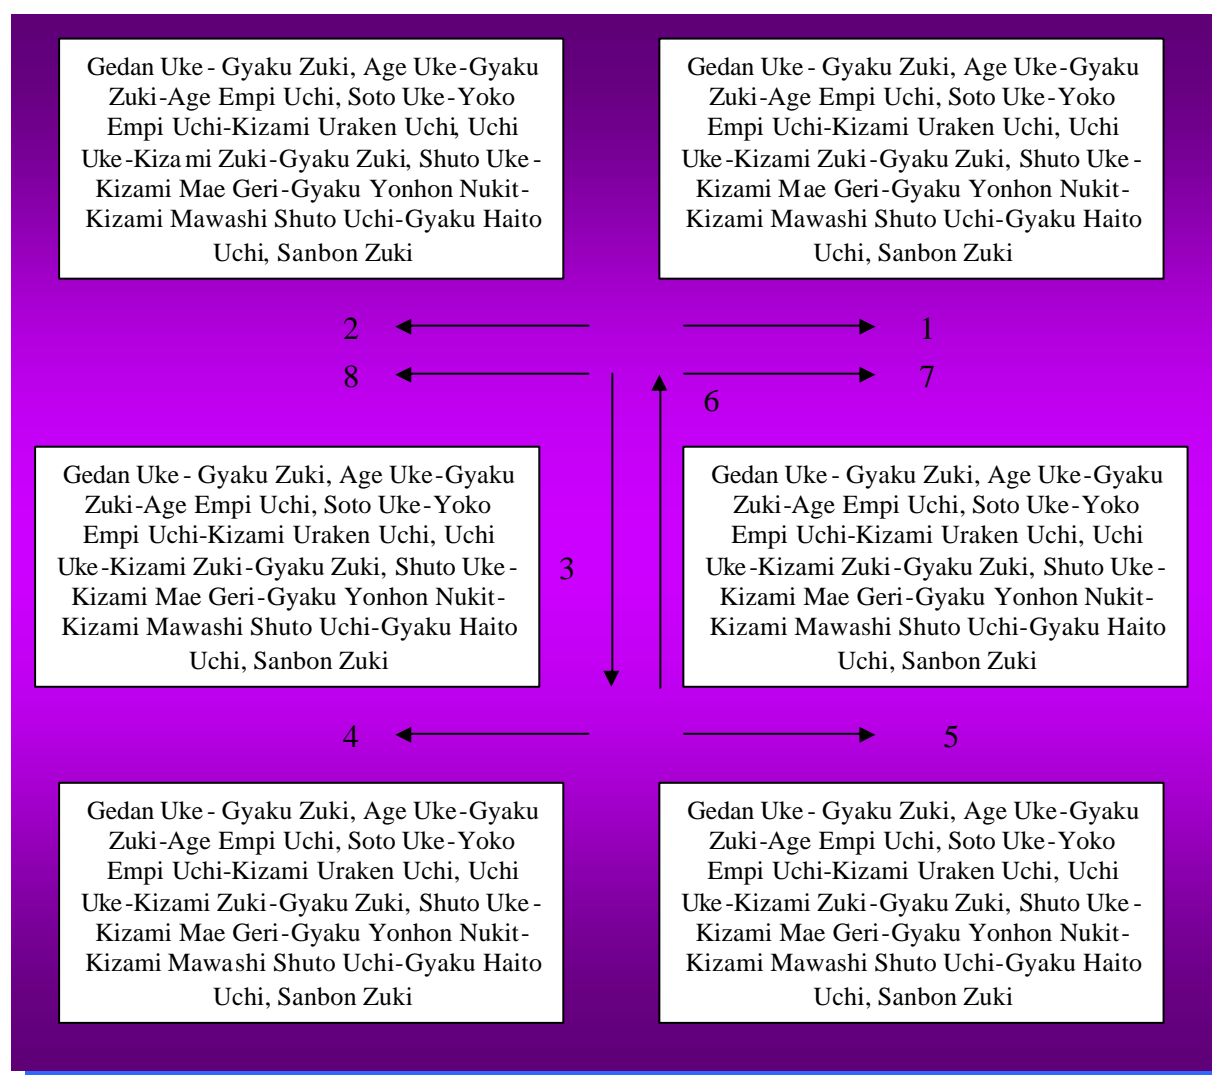 Gedan Uke - Gyaku Zuki, Age Uke-Gyaku
Zuki-Age Empi Uchi, Soto Uke-Yoko
Empi Uchi-Kizami Uraken Uchi, Uchi
Uke-Kizami Zuki-Gyaku Zuki, Shuto Uke-
Kizami Mae Geri-Gyaku Yonhon Nukit-
Kizami Mawashi Shuto Uchi-Gyaku Haito
Uchi, Sanbon Zuki
Gedan Uke - Gyaku Zuki, Age Uke-Gyaku
Zuki-Age Empi Uchi, Soto Uke-Yoko
Empi Uchi-Kizami Uraken Uchi, Uchi
Uke-Kizami Zuki-Gyaku Zuki, Shuto Uke-
Kizami Mae Geri-Gyaku Yonhon Nukit-
Kizami Mawashi Shuto Uchi-Gyaku Haito
Uchi, Sanbon Zuki
2
1
8
7
6
Gedan Uke - Gyaku Zuki, Age Uke-Gyaku
Zuki-Age Empi Uchi, Soto Uke-Yoko
Empi Uchi-Kizami Uraken Uchi, Uchi
Uke-Kizami Zuki-Gyaku Zuki, Shuto Uke-
Kizami Mae Geri-Gyaku Yonhon Nukit-
Kizami Mawashi Shuto Uchi-Gyaku Haito
Uchi, Sanbon Zuki
3
Gedan Uke - Gyaku Zuki, Age Uke-Gyaku
Zuki-Age Empi Uchi, Soto Uke-Yoko
Empi Uchi-Kizami Uraken Uchi, Uchi
Uke-Kizami Zuki-Gyaku Zuki, Shuto Uke-
Kizami Mae Geri-Gyaku Yonhon Nukit-
Kizami Mawashi Shuto Uchi-Gyaku Haito
Uchi, Sanbon Zuki
4
5
Gedan Uke - Gyaku Zuki, Age Uke-Gyaku
Zuki-Age Empi Uchi, Soto Uke-Yoko
Empi Uchi-Kizami Uraken Uchi, Uchi
Uke-Kizami Zuki-Gyaku Zuki, Shuto Uke-
Kizami Mae Geri-Gyaku Yonhon Nukit-
Kizami Mawashi Shuto Uchi-Gyaku Haito
Uchi, Sanbon Zuki
Gedan Uke - Gyaku Zuki, Age Uke-Gyaku
Zuki-Age Empi Uchi, Soto Uke-Yoko
Empi Uchi-Kizami Uraken Uchi, Uchi
Uke-Kizami Zuki-Gyaku Zuki, Shuto Uke-
Kizami Mae Geri-Gyaku Yonhon Nukit-
Kizami Mawashi Shuto Uchi-Gyaku Haito
Uchi, Sanbon Zuki